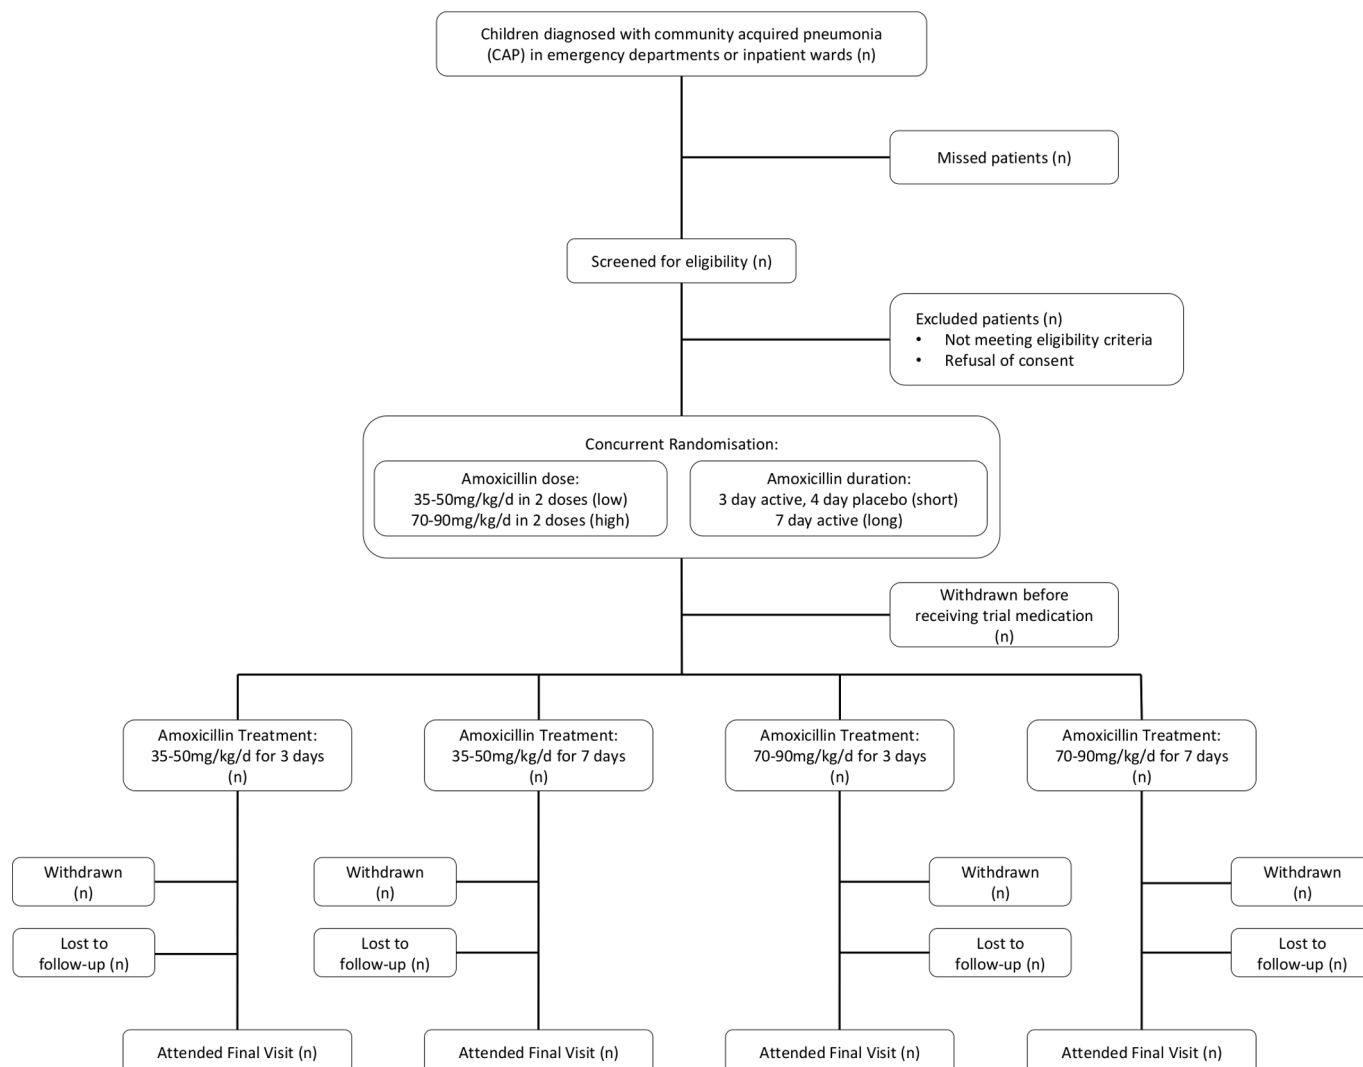 Children diagnosed with community acquired pneumonia
(CAP) in emergency departments or inpatient wards (n)
Missed patients (n)
Screened for eligibility (n)
Excluded patients (n)
• Not meeting eligibility criteria
• Refusal of consent
Concurrent Randomisation:
Amoxicillin dose:
35-50mg/kg/d in 2 doses (low)
70-90mg/kg/d in 2 doses (high)
Amoxicillin duration:
3 day active, 4 day placebo (short)
7 day active (long)
Withdrawn before
receiving trial medication
(n)
Amoxicillin Treatment:
35-50mg/kg/d for 3 days
(n)
Amoxicillin Treatment:
35-50mg/kg/d for 7 days
(n)
Amoxicillin Treatment:
70-90mg/kg/d for 3 days
(n)
Amoxicillin Treatment:
70-90mg/kg/d for 7 days
(n)
Withdrawn
(n)
Withdrawn
(n)
Withdrawn
(n)
Withdrawn
(n)
Lost to
follow-up (n)
Lost to
follow-up (n)
Lost to
follow-up (n)
Lost to
follow-up (n)
Attended Final Visit (n)
Attended Final Visit (n)
Attended Final Visit (n)
Attended Final Visit (n)